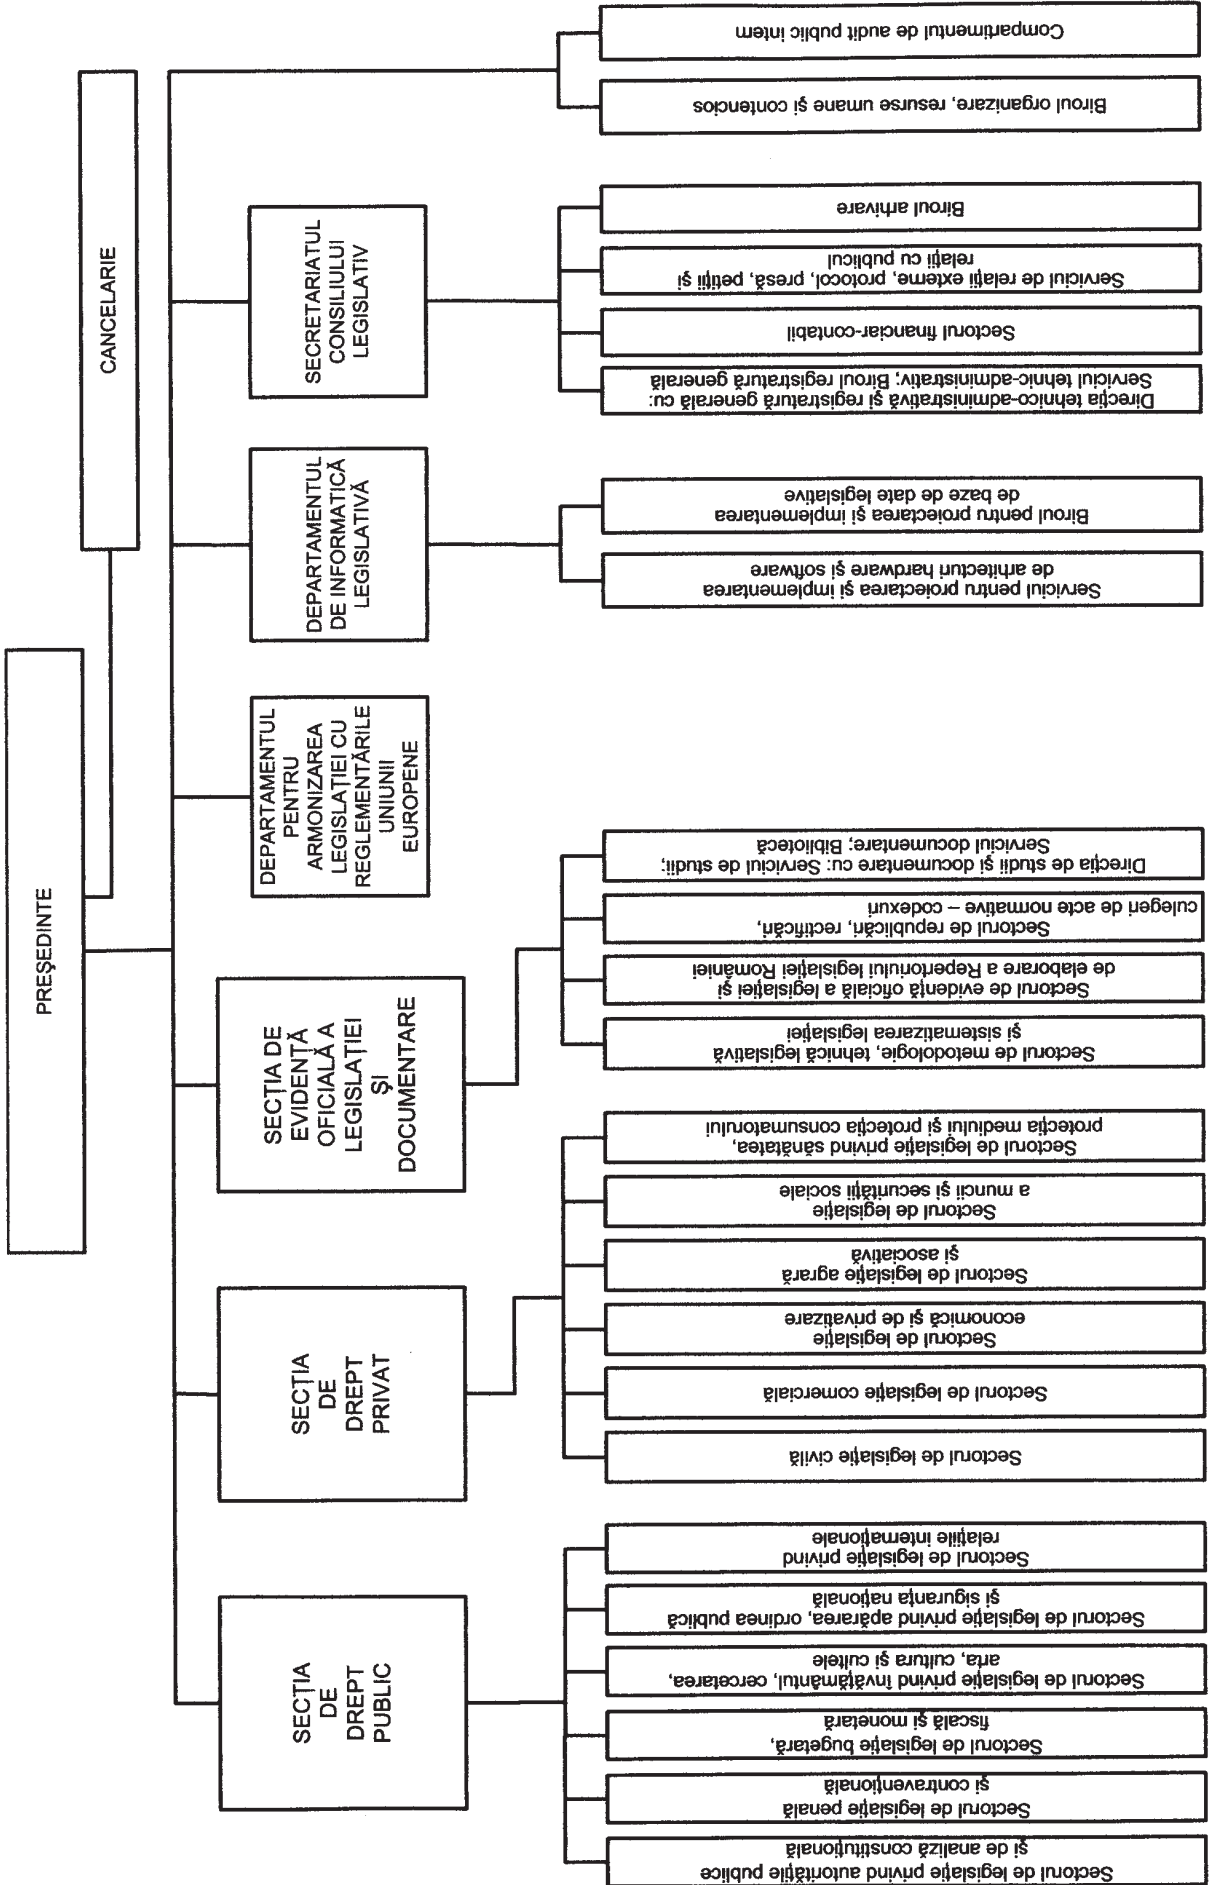 PREŞEDINTE
CANCELARIE
SECŢIA
DE
DREPT
PUBLIC
SECŢIA
DE
DREPT
PRIVAT
SECŢIA DE
EVIDENŢĂ
OFICIALĂ A
LEGISLAŢIEI
ŞI
DOCUMENTARE
DEPARTAMENTUL
PENTRU
ARMONIZAREA
LEGISLAŢIEI CU
REGLEMENTĂRILE
UNIUNII
EUROPENE
DEPARTAMENTUL
DE INFORMATICĂ
LEGISLATIVĂ
SECRETARIATUL
CONSILIULUI
LEGISLATIV
Sectorul de legislaţie privind autorităţile publice
şi de analiză constituţională
Sectorul de legislaţie penală
şi contravenţională
Sectorul de legislaţie bugetară,
fiscală şi monetară
Sectorul de legislaţie privind învăţământul, cercetarea,
arta, cultura şi cultele
Sectorul de legislaţie privind apărarea, ordinea publică
şi siguranţa naţională
Sectorul de legislaţie privind
relaţiile internaţionale
Sectorul de legislaţie civilă
Sectorul de legislaţie comercială
Sectorul de legislaţie
economică şi de privatizare
Sectorul de legislaţie agrară
şi asociativă
Sectorul de legislaţie
a muncii şi securităţii sociale
Sectorul de legislaţie privind sănătatea,
protecţia mediului şi protecţia consumatorului
Sectorul de metodologie, tehnică legislativă
şi sistematizarea legislaţiei
Sectorul de evidenţă oficială a legislaţiei şi
de elaborare a Repertoriului legislaţiei României
Sectorul de republicări, rectificări,
culegeri de acte normative – codexuri
Direcţia de studii şi documentare cu: Serviciul de studii;
Serviciul documentare; Bibliotecă
Serviciul pentru proiectarea şi implementarea
de arhitecturi hardware şi software
Biroul pentru proiectarea şi implementarea
de baze de date legislative
Direcţia tehnico-administrativă şi registratură generală cu:
Serviciul tehnic-administrativ; Biroul registratură generală
Sectorul financiar-contabil
Serviciul de relaţii externe, protocol, presă, petiţii şi
relaţii cu publicul
Biroul arhivare
Biroul organizare, resurse umane şi contencios
Compartimentul de audit public intern